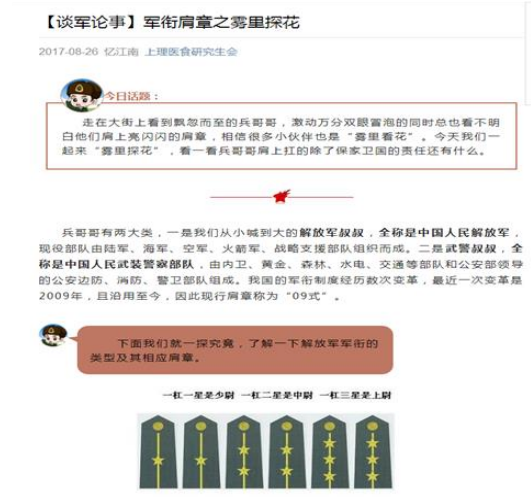 【谈军论事】军衔肩章之雾里探花
2017-08-26 忆江南 上理医食研究生会
今日话题：
走在大街上看到飘忽而至的兵哥哥，激动万分双眼冒泡的同时总也看不明
白他们肩上亮闪闪的肩章，相信很多小伙伴也是“雾里看花”。今天我们一
起来“雾里探花”，看一看兵哥哥肩上扛的除了保家卫国的责任还有什么。
兵哥哥有两大类，一是我们从小喊到大的解放军叔叔，全称是中国人民解放军，
现役部队由陆军、海军、空军、火箭军、战略支援部队组织而成。二是武警叔叔，全
称是中国人民武装警察部队，由内卫、黄金、森林、水电、交通等部队和公安部领导
的公安边防、消防、警卫部队组成。我国的军衔制度经历数次变革，最近一次变革是
2009年，且沿用至今，因此现行肩章称为“09式”。
下面我们就一探究竟，了解一下解放军军衔的
类型及其相应肩章。
一杠一星是少尉 一杠二星是中尉 一杠三星是上尉